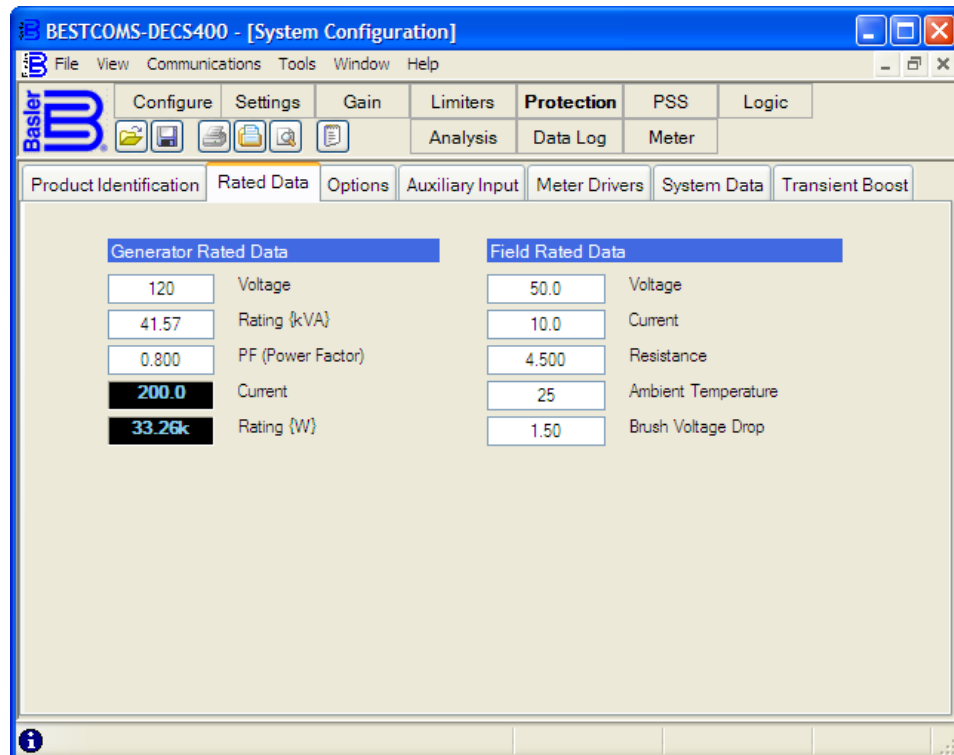 BESTCOMS-DECS400 - [System Configuration]
File View Communications Tools Window Help
Basler
Configure Settings Gain Limiters Protection PSS Logic
Analysis Data Log Meter
Product Identification Rated Data Options Auxiliary Input Meter Drivers System Data Transient Boost
Generator Rated Data
120 Voltage
41.57 Rating {kVA}
0.800 PF (Power Factor)
200.0 Current
33.26k Rating {W}
Field Rated Data
50.0 Voltage
10.0 Current
4.500 Resistance
25 Ambient Temperature
1.50 Brush Voltage Drop